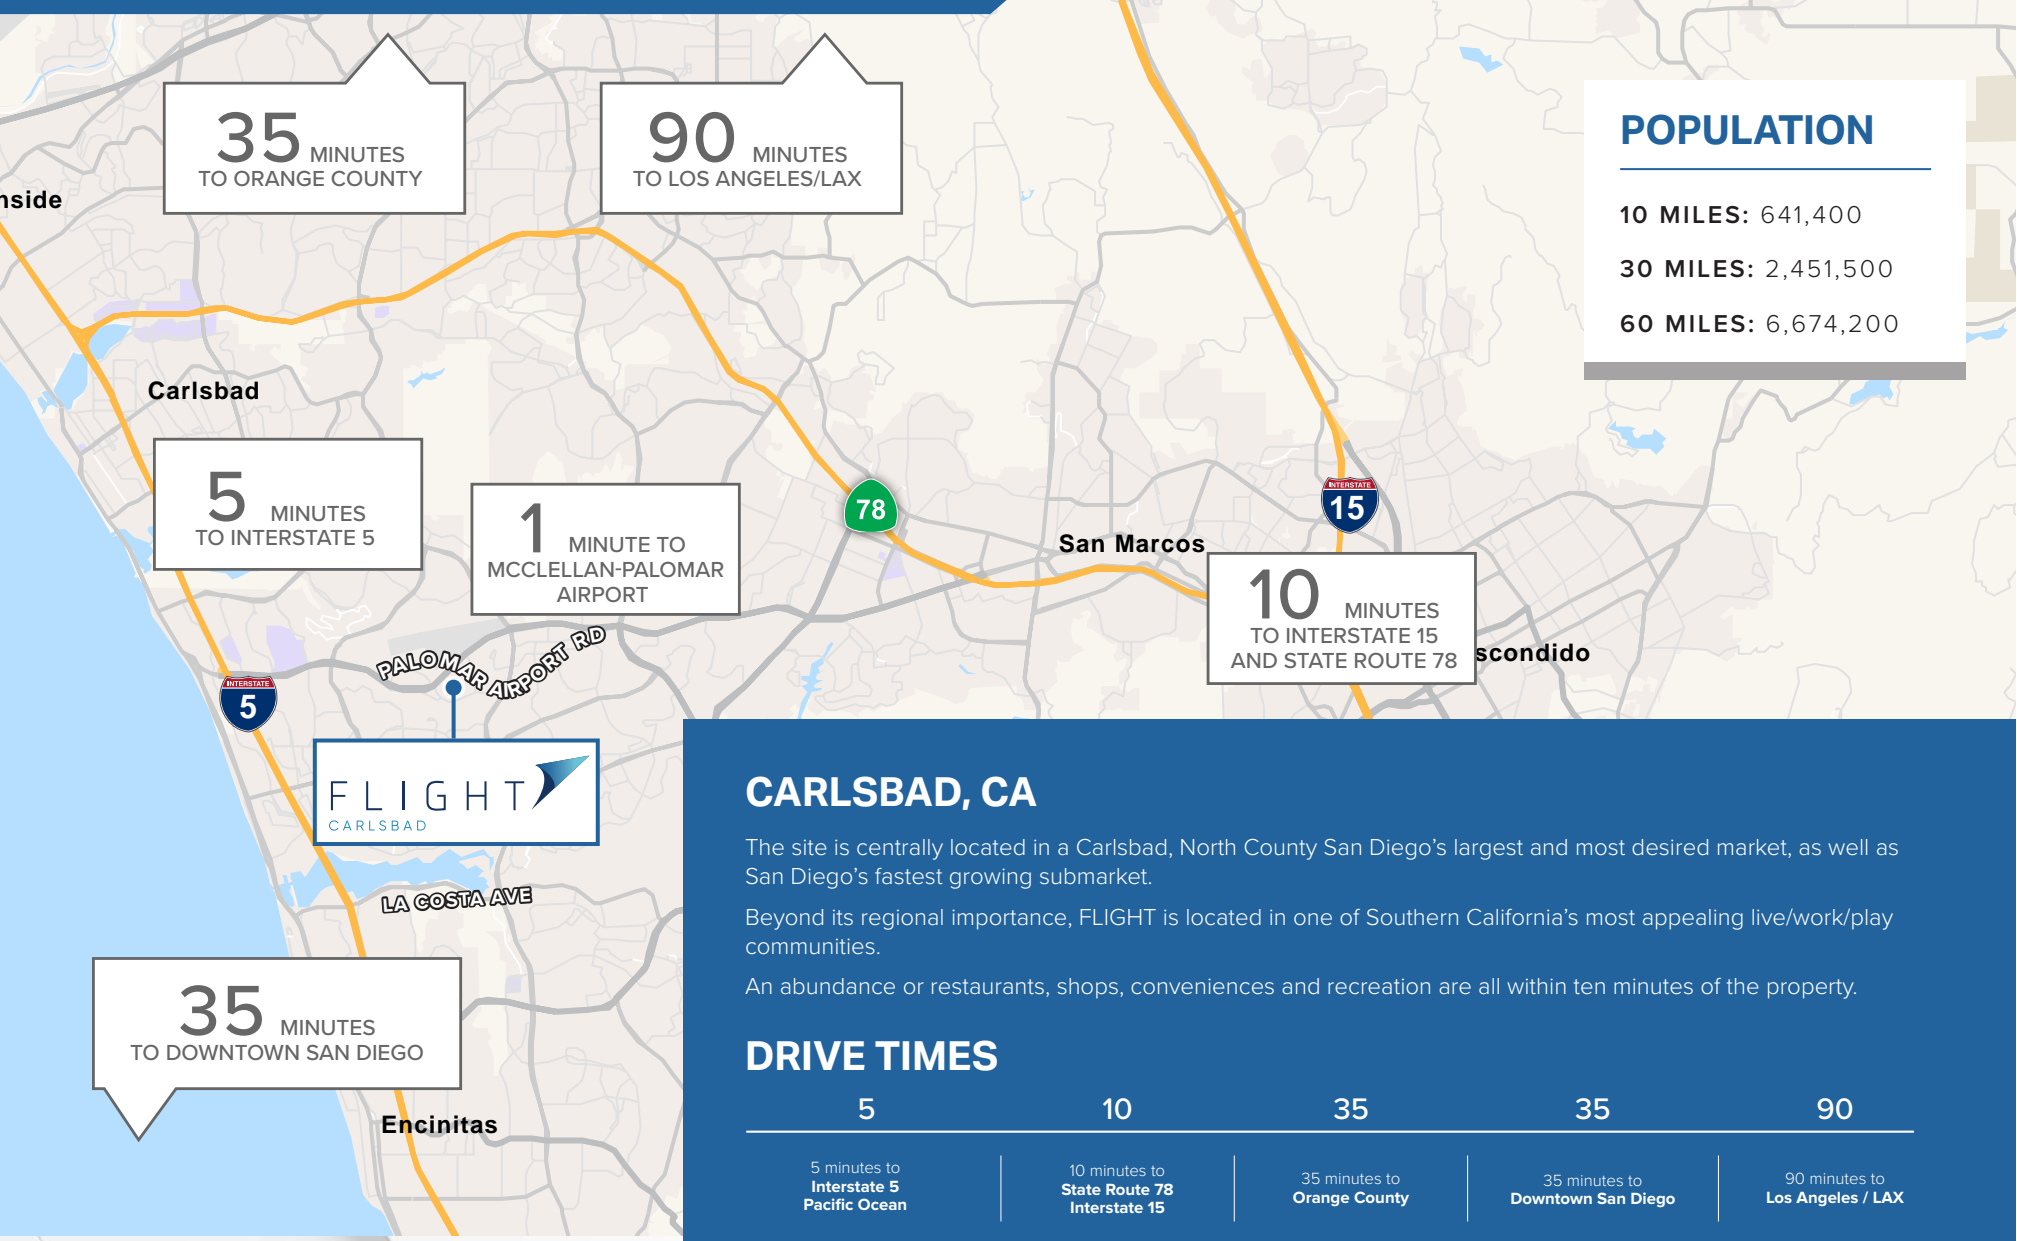 35 MINUTES
TO ORANGE COUNTY
90 MINUTES
TO LOS ANGELES/LAX
POPULATION
10 MILES: 641,400
30 MILES: 2,451,500
60 MILES: 6,674,200
nside
Carlsbad
5 MINUTES
TO INTERSTATE 5
1 MINUTE TO
MCCLELLAN-PALOMAR
AIRPORT
78
INTERSTATE
15
San Marcos
10 MINUTES
TO INTERSTATE 15
AND STATE ROUTE 78
scondido
PALOMAR AIRPORT RD
INTERSTATE
5
FLIGHT
CARLSBAD
LA COSTA AVE
35 MINUTES
TO DOWNTOWN SAN DIEGO
Encinitas
CARLSBAD, CA
The site is centrally located in a Carlsbad, North County San Diego’s largest and most desired market, as well as
San Diego’s fastest growing submarket.
Beyond its regional importance, FLIGHT is located in one of Southern California’s most appealing live/work/play
communities.
An abundance or restaurants, shops, conveniences and recreation are all within ten minutes of the property.
DRIVE TIMES
5 10 35 35 90
5 minutes to
Interstate 5
Pacific Ocean
10 minutes to
State Route 78
Interstate 15
35 minutes to
Orange County
35 minutes to
Downtown San Diego
90 minutes to
Los Angeles / LAX